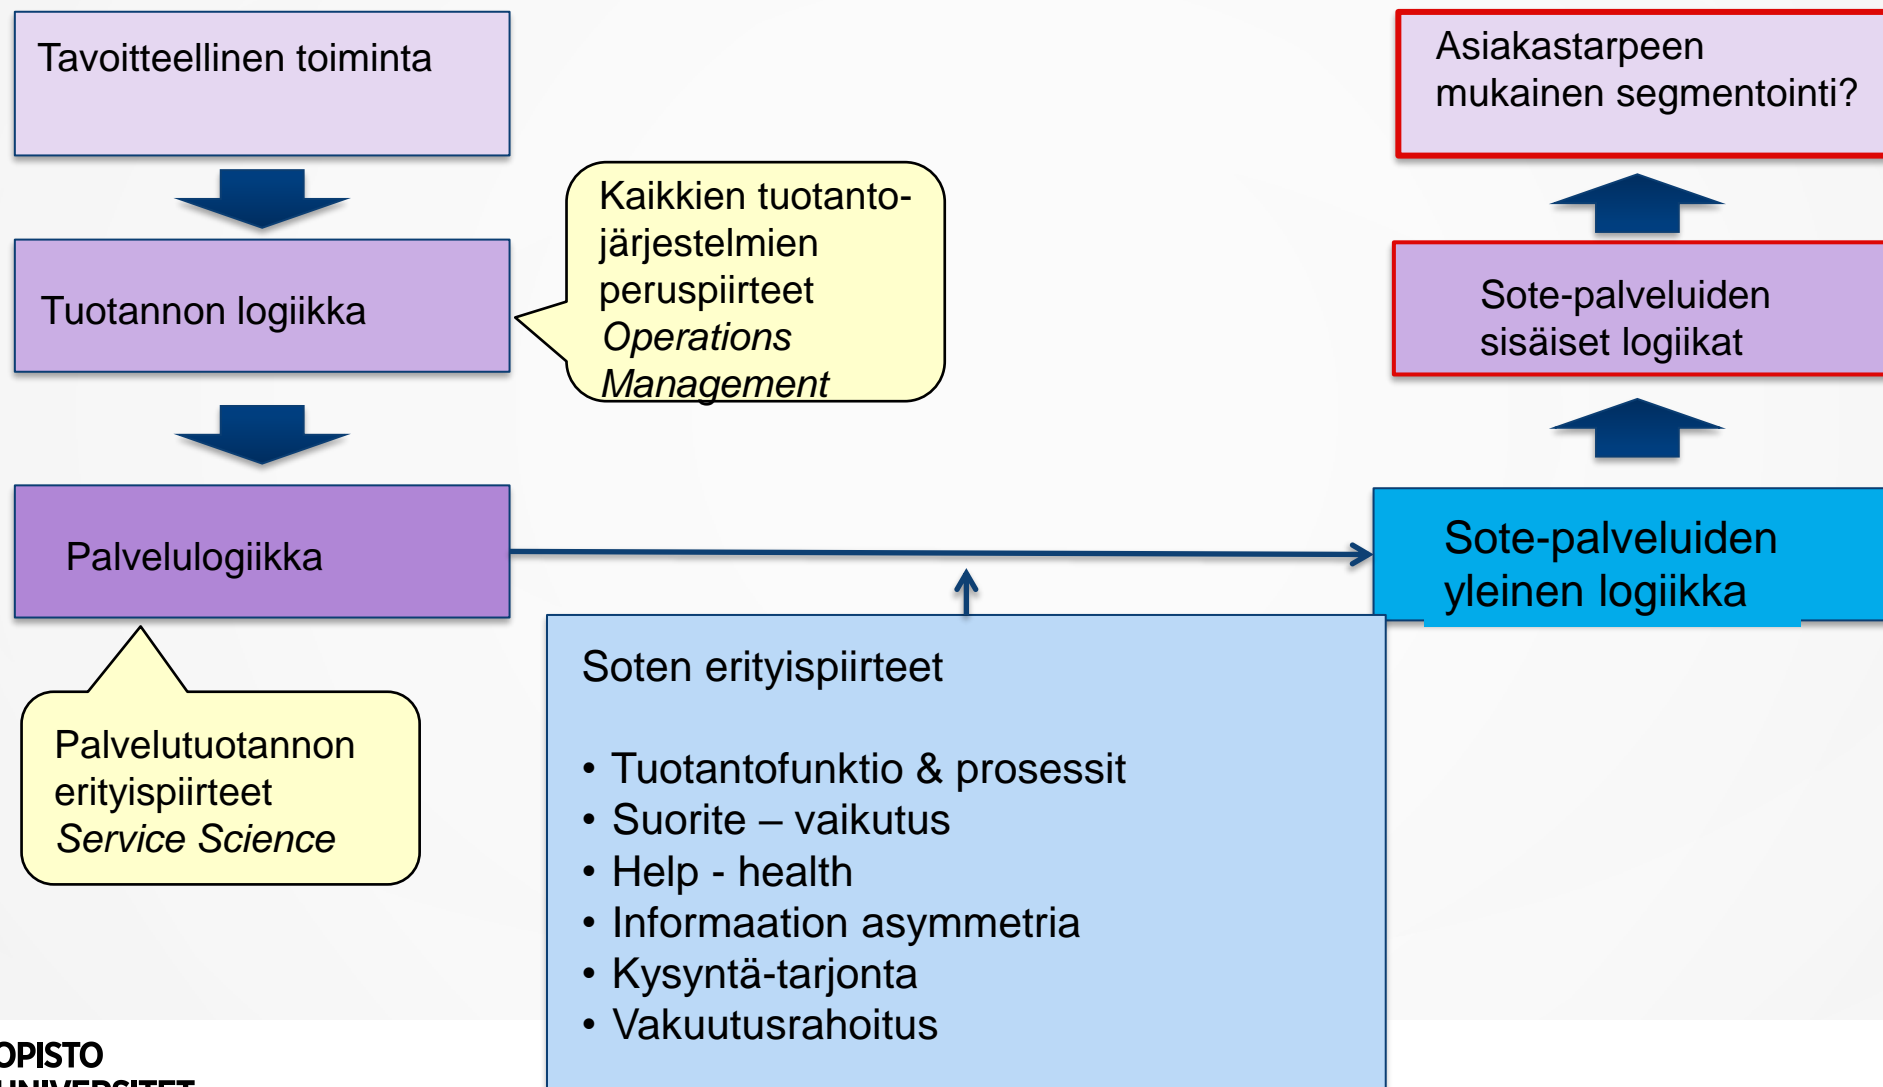 Tavoitteellinen toiminta
Tuotannon logiikka
Kaikkien tuotanto-
järjestelmien
peruspiirteet
Operations
Management
Palvelulogiikka
Palvelutuotannon
erityispiirteet
Service Science
Soten erityispiirteet
• Tuotantofunktio & prosessit
• Suorite – vaikutus
• Help - health
• Informaation asymmetria
• Kysyntä-tarjonta
• Vakuutusrahoitus
Sote-palveluiden
yleinen logiikka
Sote-palveluiden
sisäiset logiikat
Asiakastarpeen
mukainen segmentointi?
OPISTO
UNIVERSITET